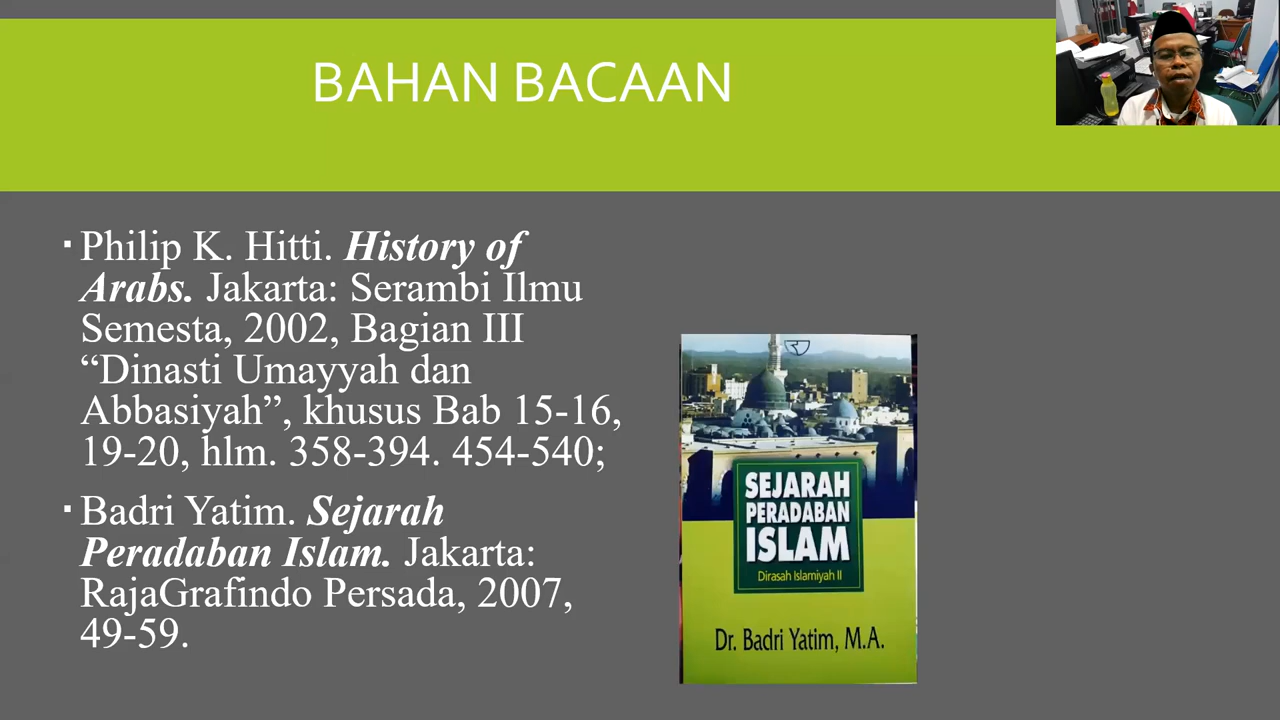 BAHAN BACAAN
▪ Philip K. Hitti. History of
Arabs. Jakarta: Serambi Ilmu
Semesta, 2002, Bagian III
“Dinasti Umayyah dan
Abbasiyah”, khusus Bab 15-16,
19-20, hlm. 358-394. 454-540;
▪ Badri Yatim. Sejarah
Peradaban Islam. Jakarta:
RajaGrafindo Persada, 2007,
49-59.
SEJARAH
PERADABAN
ISLAM
Dirasah Islamiyah II
Dr. Badri Yatim, M.A.